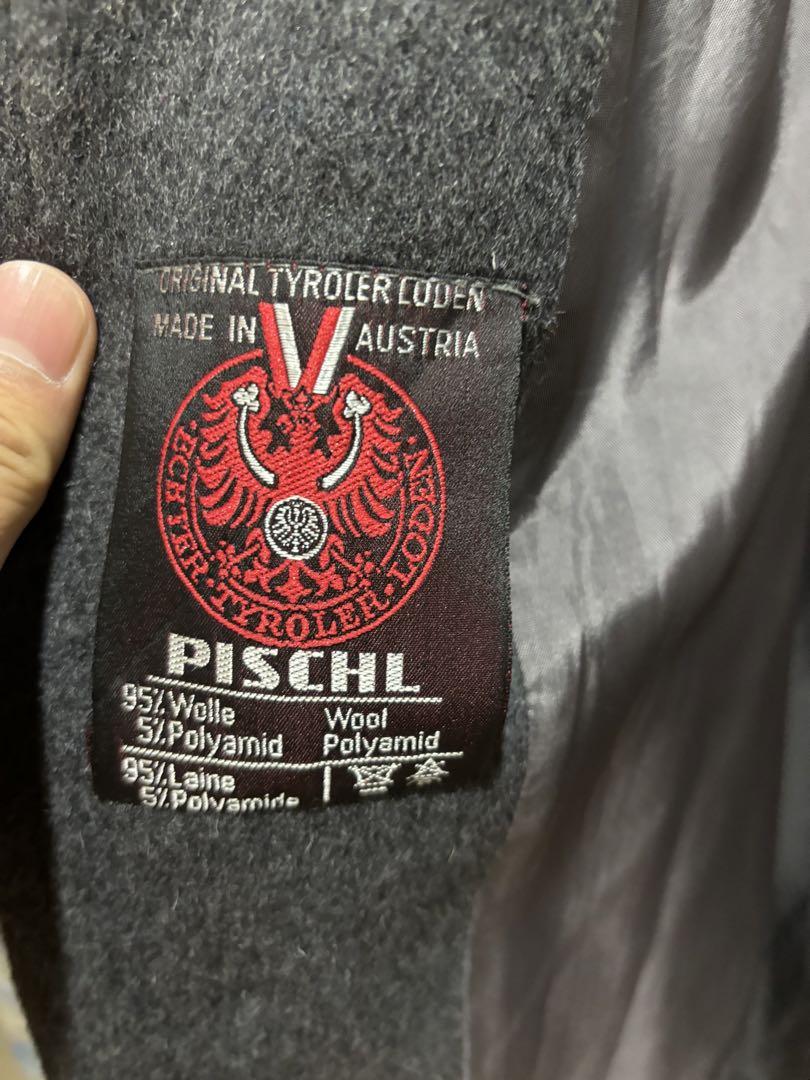 ORIGINAL TYROLER LODEN
MADE IN AUSTRIA
·ECHTER·TYROLER·LODEN·
PISCHL
95% Wolle Wool
5% Polyamid Polyamid
95% Laine
5% Polyamide